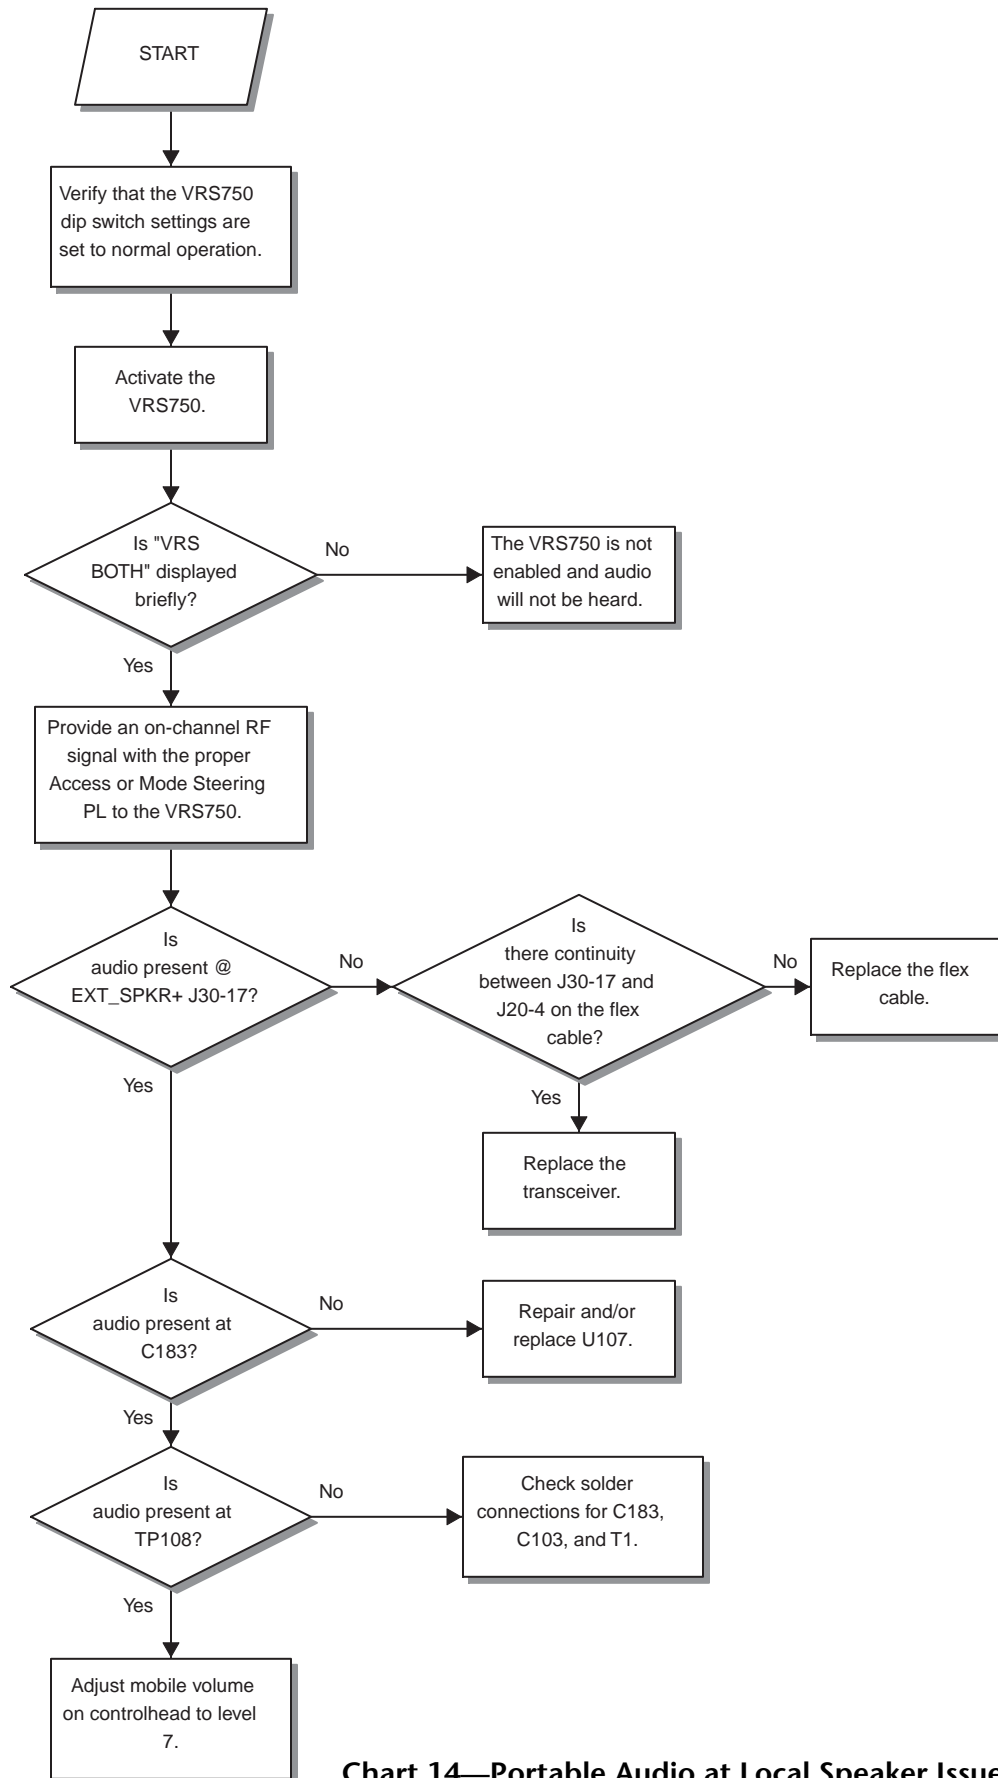 START
Verify that the VRS750
dip switch settings are
set to normal operation.
Activate the
VRS750.
Is "VRS
BOTH" displayed
briefly?
No
The VRS750 is not
enabled and audio
will not be heard.
Yes
Provide an on-channel RF
signal with the proper
Access or Mode Steering
PL to the VRS750.
Is
audio present @
EXT_SPKR+ J30-17?
No
Is
there continuity
between J30-17 and
J20-4 on the flex
cable?
No
Replace the flex
cable.
Yes
Replace the
transceiver.
Yes
Is
audio present at
C183?
No
Repair and/or
replace U107.
Yes
Is
audio present at
TP108?
No
Check solder
connections for C183,
C103, and T1.
Yes
Adjust mobile volume
on controlhead to level
7.
Chart 14—Portable Audio at Local Speaker Issue